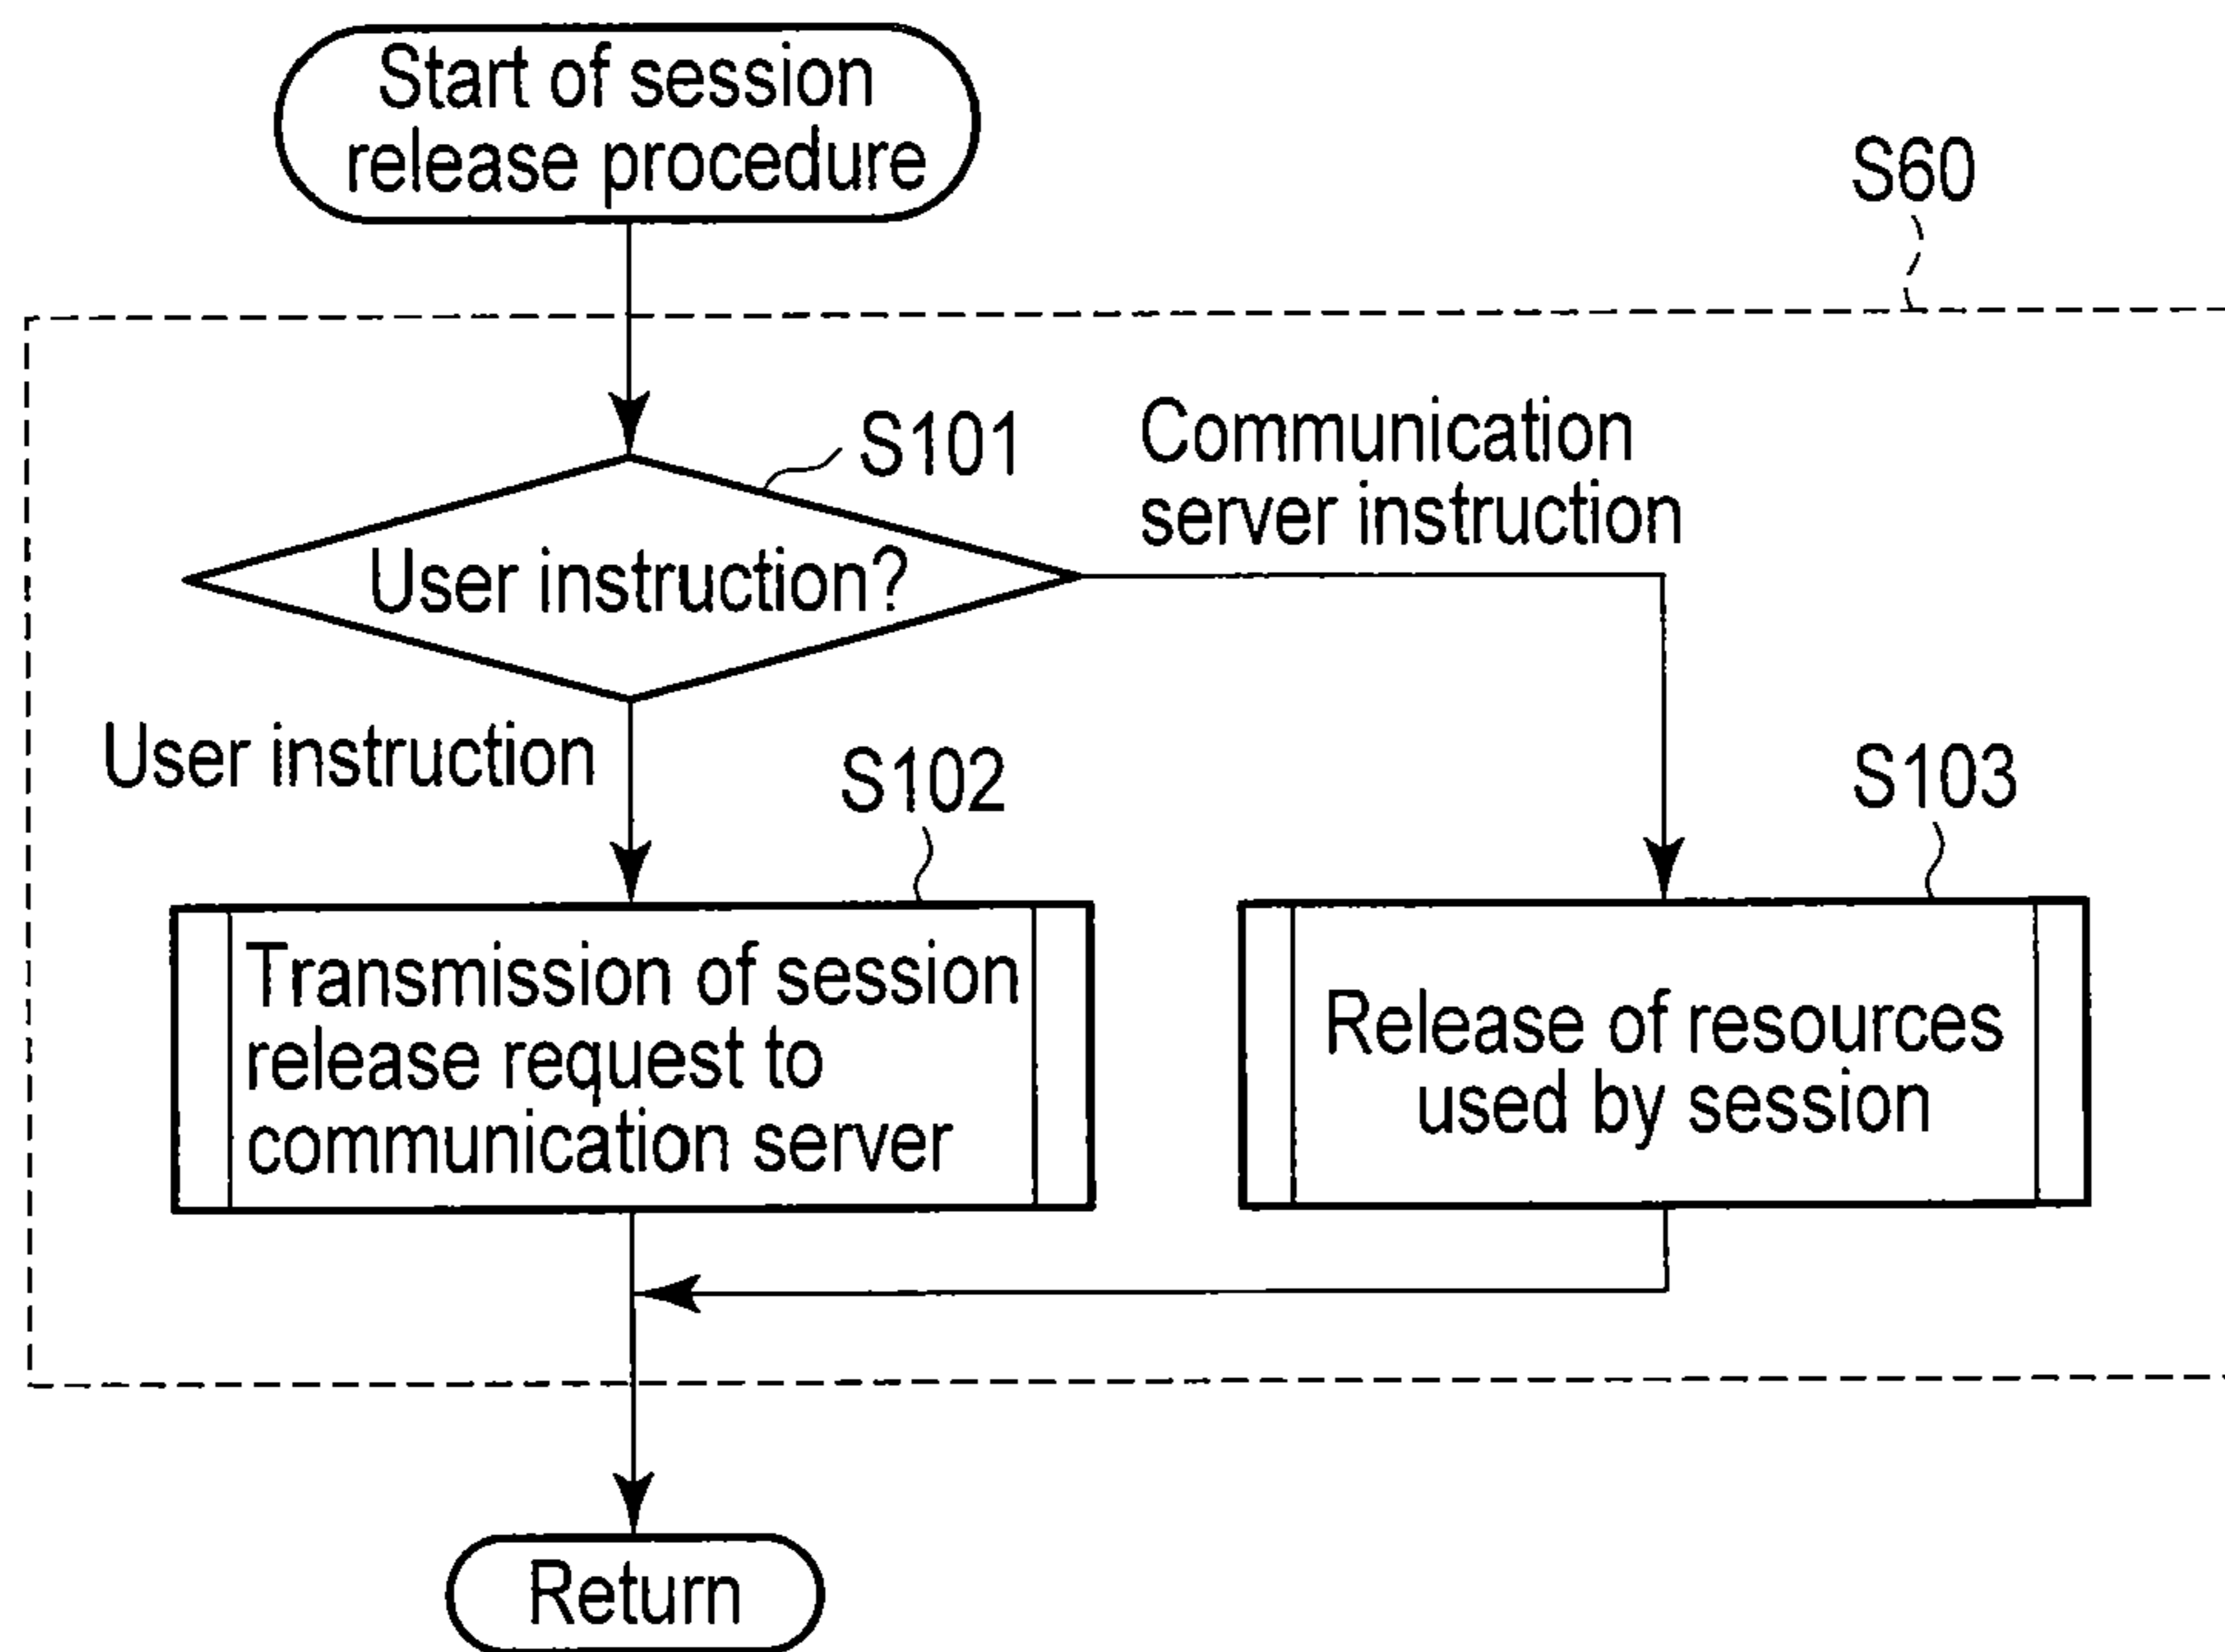 Start of session
release procedure
S60
S101
Communication
server instruction
User instruction?
User instruction
S102
S103
Transmission of session
release request to
communication server
Release of resources
used by session
Return